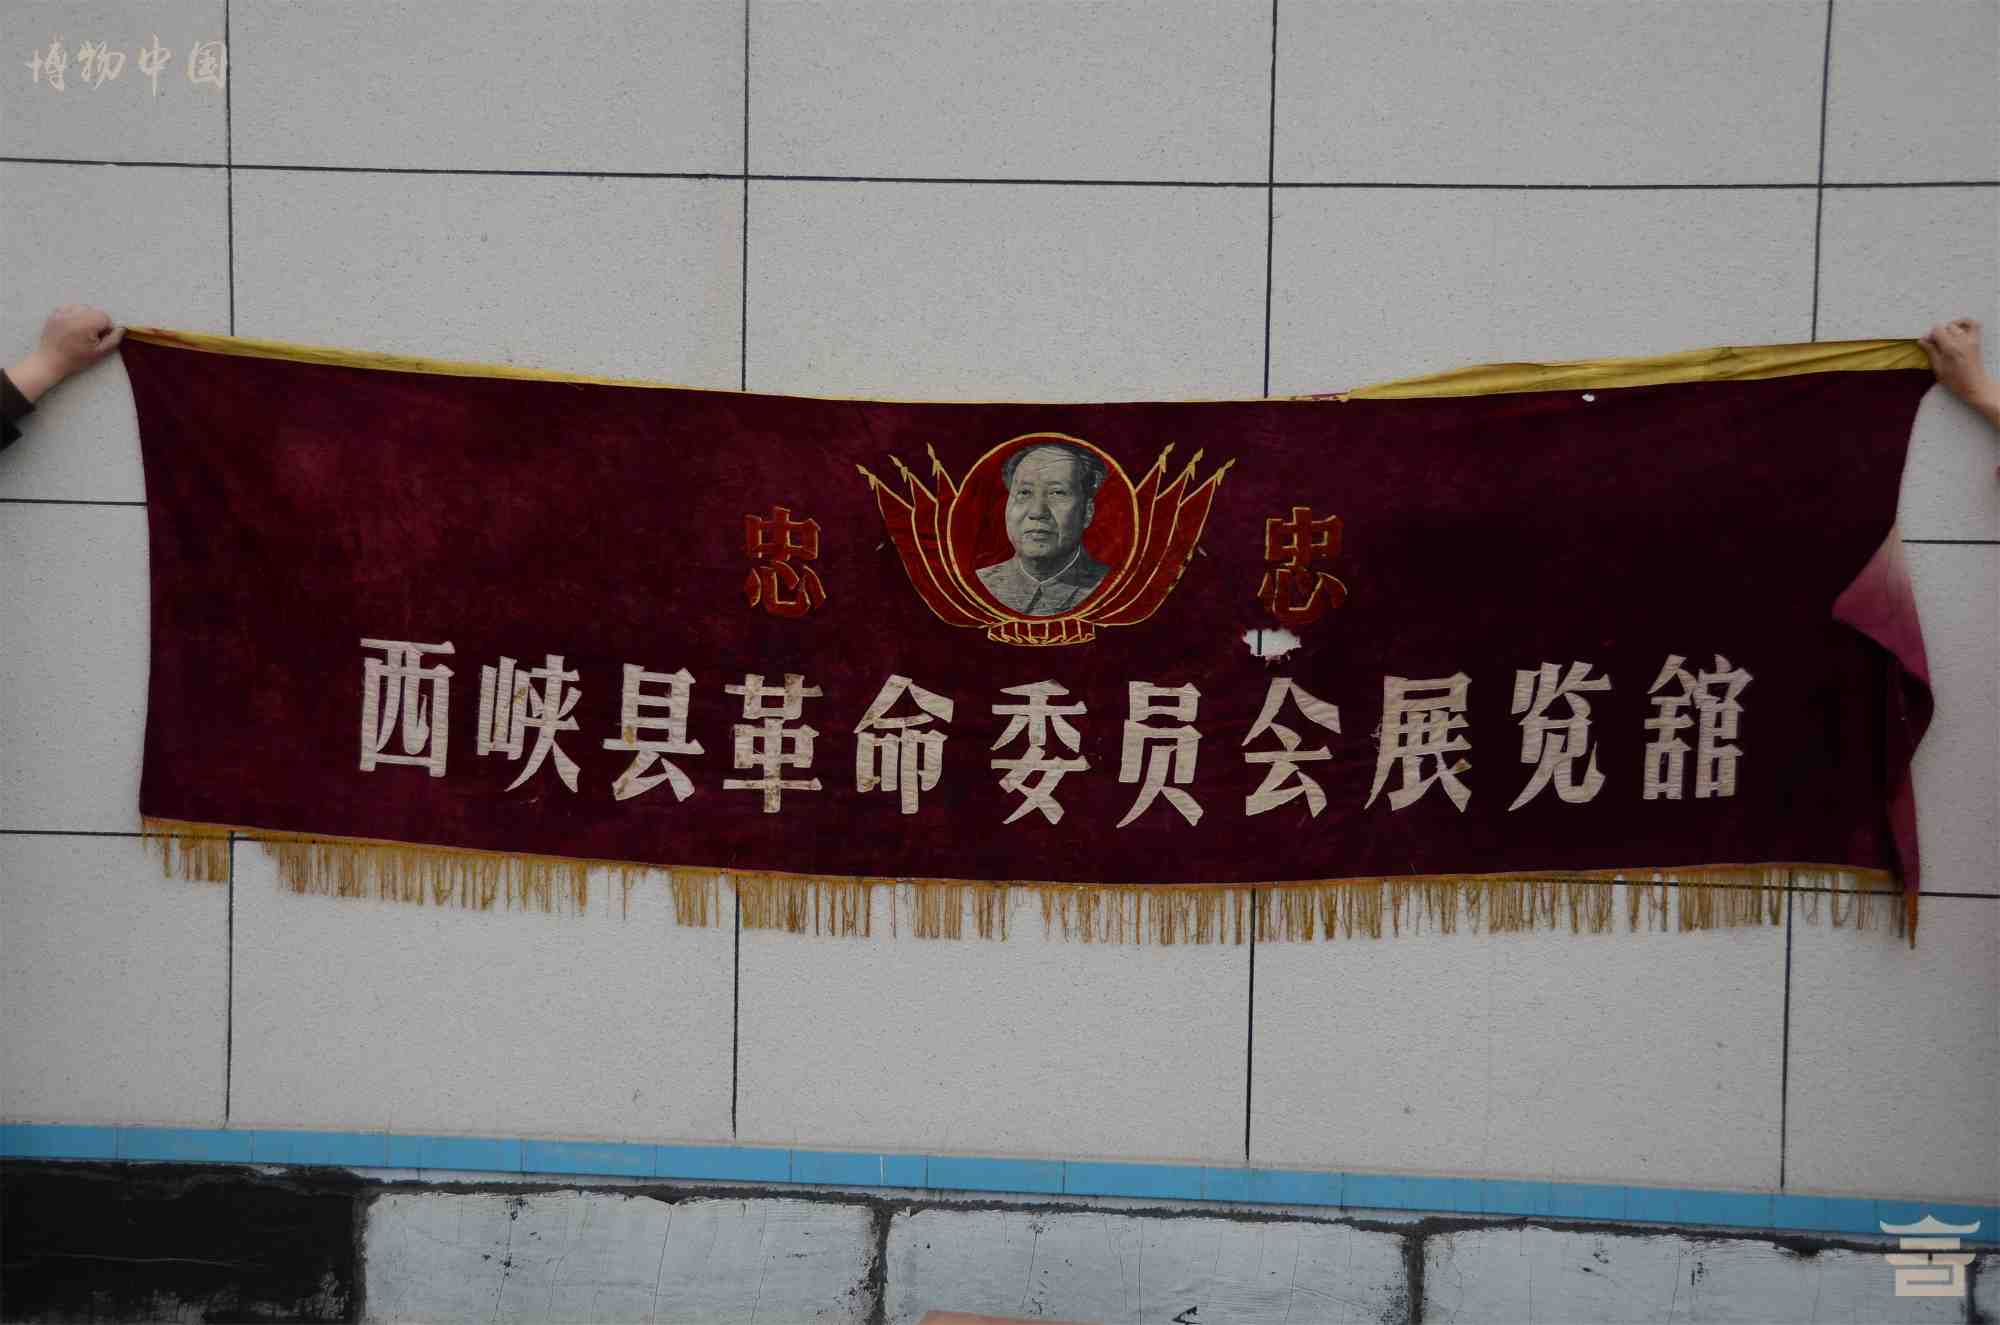 博物中国
忠 忠
西峡县革命委员会展览舘